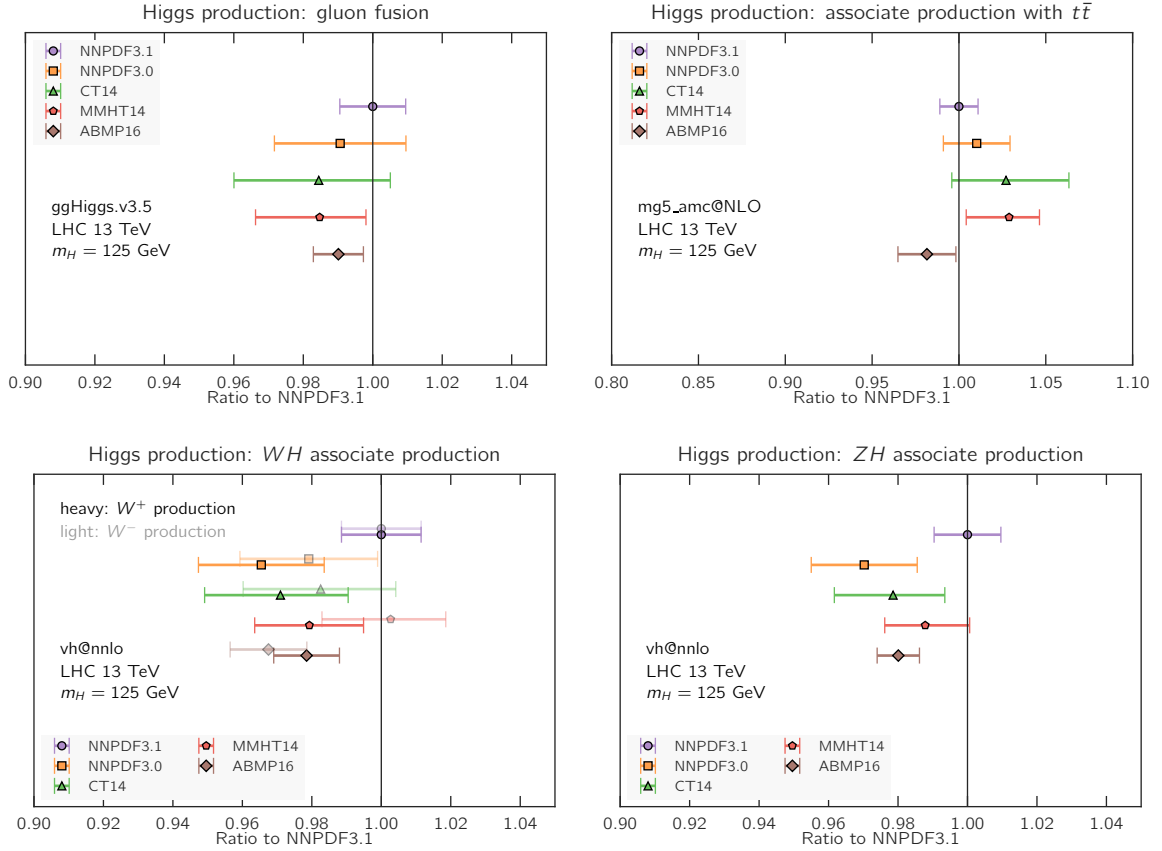 Higgs production: gluon fusion
NNPDF3.1
NNPDF3.0
CT14
MMHT14
ABMP16
ggHiggs.v3.5
LHC 13 TeV
m_H = 125 GeV
0.90 0.92 0.94 0.96 0.98 1.00 1.02 1.04
Ratio to NNPDF3.1
Higgs production: associate production with tt̄
NNPDF3.1
NNPDF3.0
CT14
MMHT14
ABMP16
mg5_amc@NLO
LHC 13 TeV
m_H = 125 GeV
0.80 0.85 0.90 0.95 1.00 1.05 1.10
Ratio to NNPDF3.1
Higgs production: WH associate production
heavy: W⁺ production
light: W⁻ production
vh@nnlo
LHC 13 TeV
m_H = 125 GeV
NNPDF3.1 MMHT14
NNPDF3.0 ABMP16
CT14
0.90 0.92 0.94 0.96 0.98 1.00 1.02 1.04
Ratio to NNPDF3.1
Higgs production: ZH associate production
vh@nnlo
LHC 13 TeV
m_H = 125 GeV
NNPDF3.1 MMHT14
NNPDF3.0 ABMP16
CT14
0.90 0.92 0.94 0.96 0.98 1.00 1.02 1.04
Ratio to NNPDF3.1